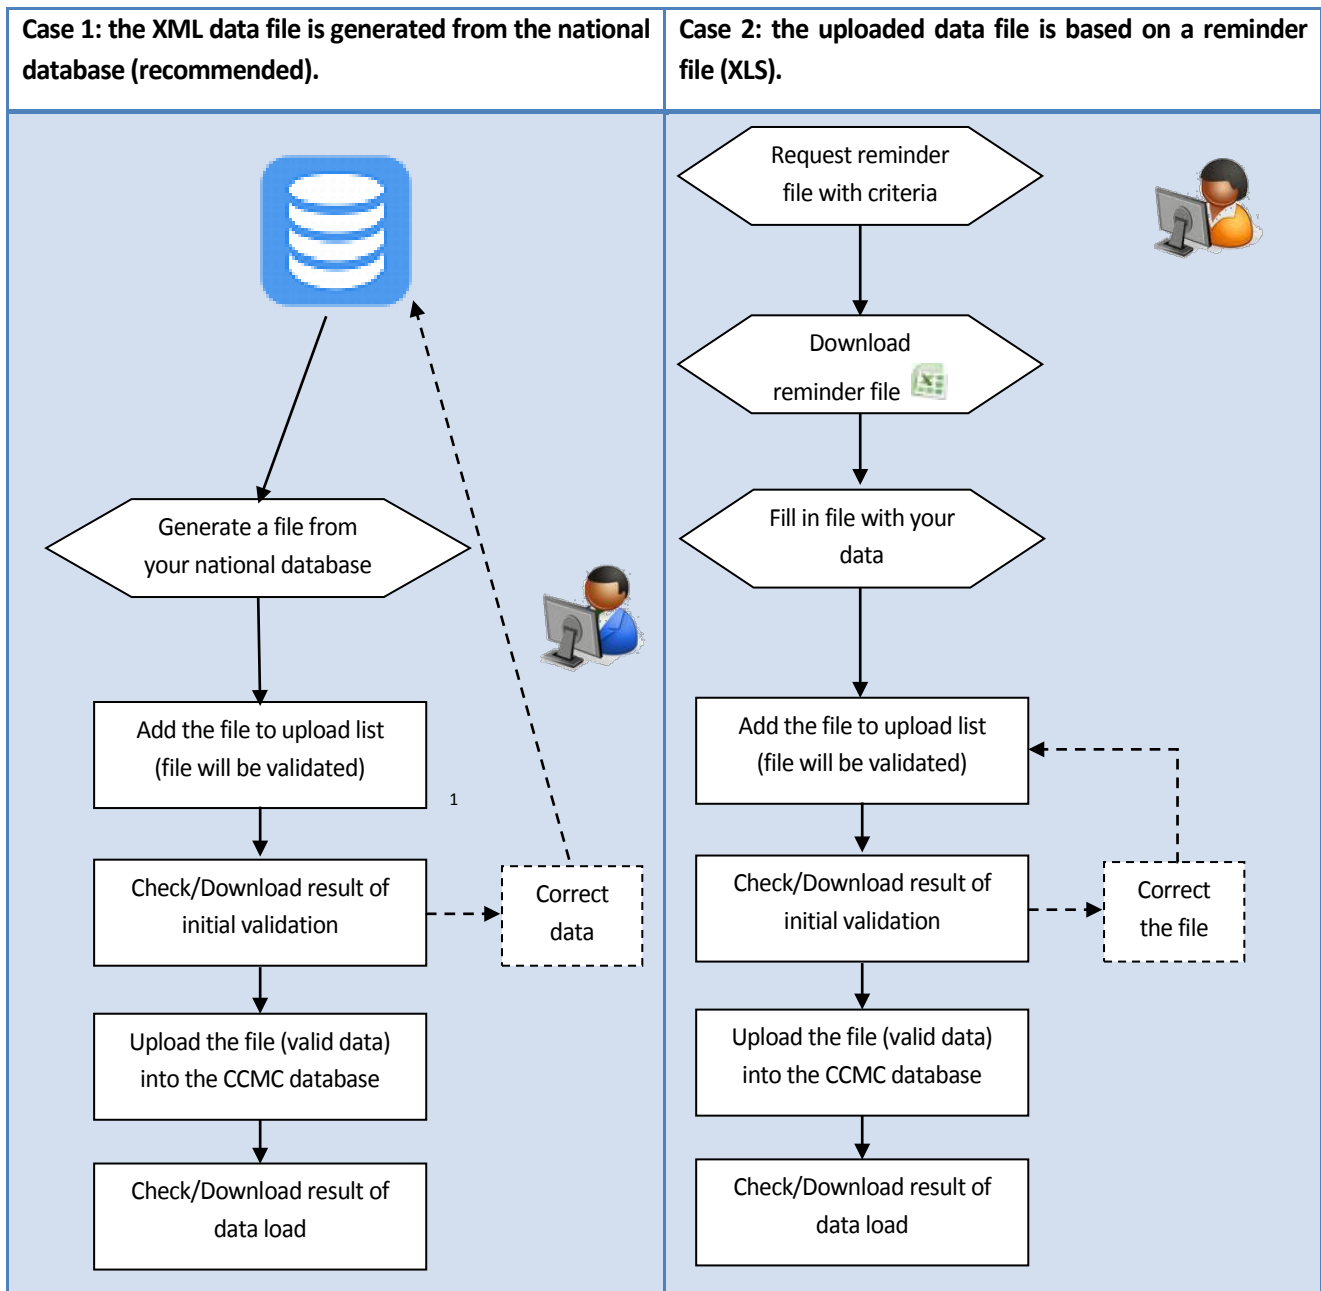 Case 1: the XML data file is generated from the national
database (recommended).
Case 2: the uploaded data file is based on a reminder
file (XLS).
Generate a file from
your national database
Add the file to upload list
(file will be validated)
1
Check/Download result of
initial validation
Correct
data
Upload the file (valid data)
into the CCMC database
Check/Download result of
data load
Request reminder
file with criteria
Download
reminder file
Fill in file with your
data
Add the file to upload list
(file will be validated)
Check/Download result of
initial validation
Correct
the file
Upload the file (valid data)
into the CCMC database
Check/Download result of
data load